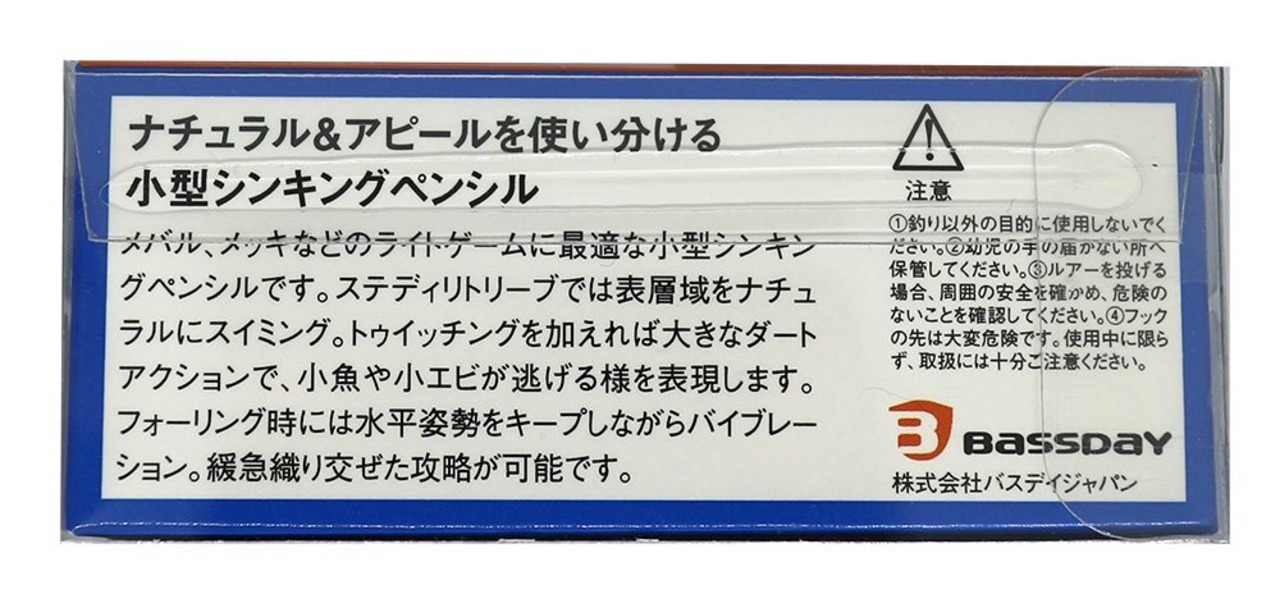 ナチュラル&アピールを使い分ける
小型シンキングペンシル
メバル、メッキなどのライトゲームに最適な小型シンキン
グペンシルです。ステディリトリーブでは表層域をナチュ
ラルにスイミング。トゥイッチングを加えれば大きなダート
アクションで、小魚や小エビが逃げる様を表現します。
フォーリング時には水平姿勢をキープしながらバイブレー
ション。緩急織り交ぜた攻略が可能です。
注意
①釣り以外の目的に使用しないでく
ださい。②幼児の手の届かない所へ
保管してください。③ルアーを投げる
場合、周囲の安全を確かめ、危険の
ないことを確認してください。④フック
の先は大変危険です。使用中に限ら
ず、取扱には十分ご注意ください。
BASSDAY
株式会社バスデイジャパン